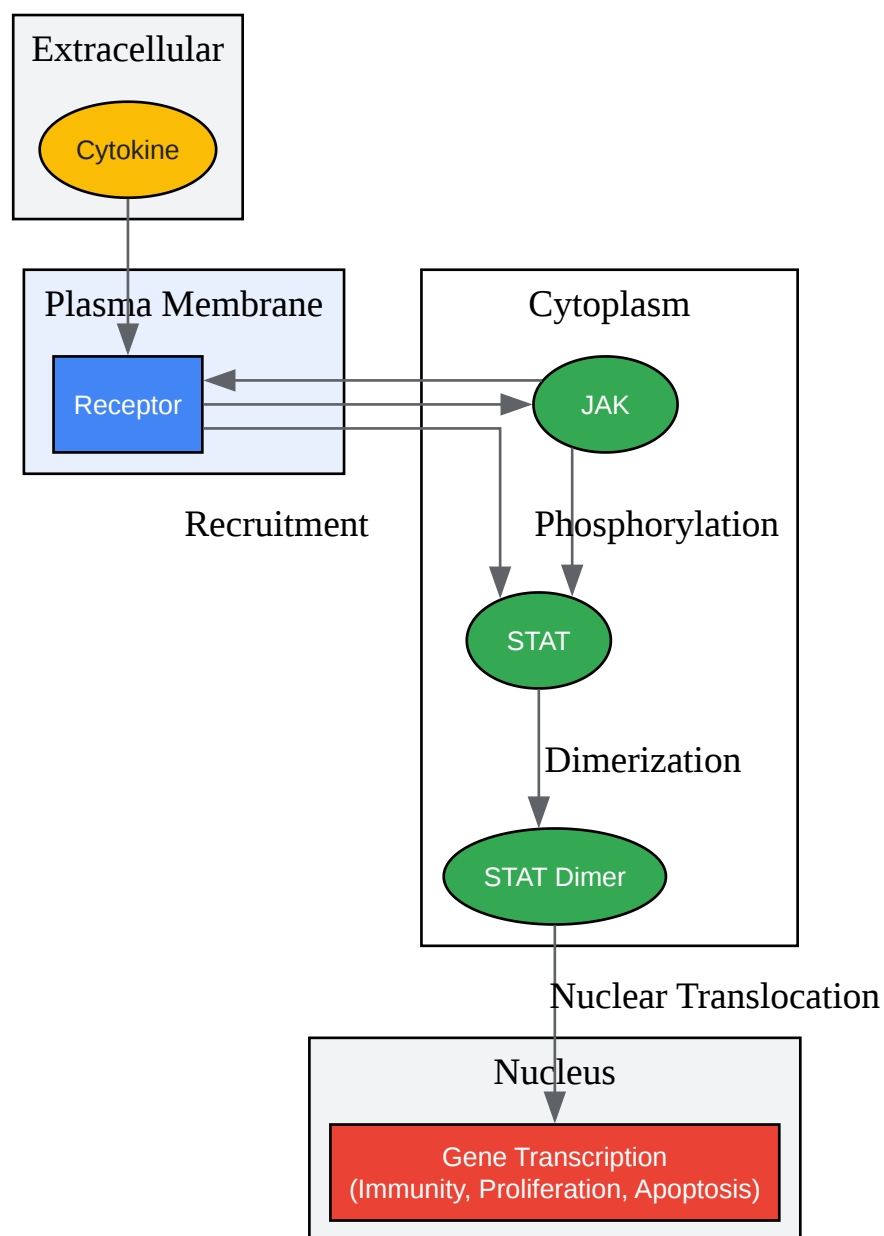 Extracellular
Cytokine
Plasma Membrane
Cytoplasm
Receptor
JAK
Recruitment
Phosphorylation
STAT
Dimerization
STAT Dimer
Nuclear Translocation
Nucleus
Gene Transcription
(Immunity, Proliferation, Apoptosis)